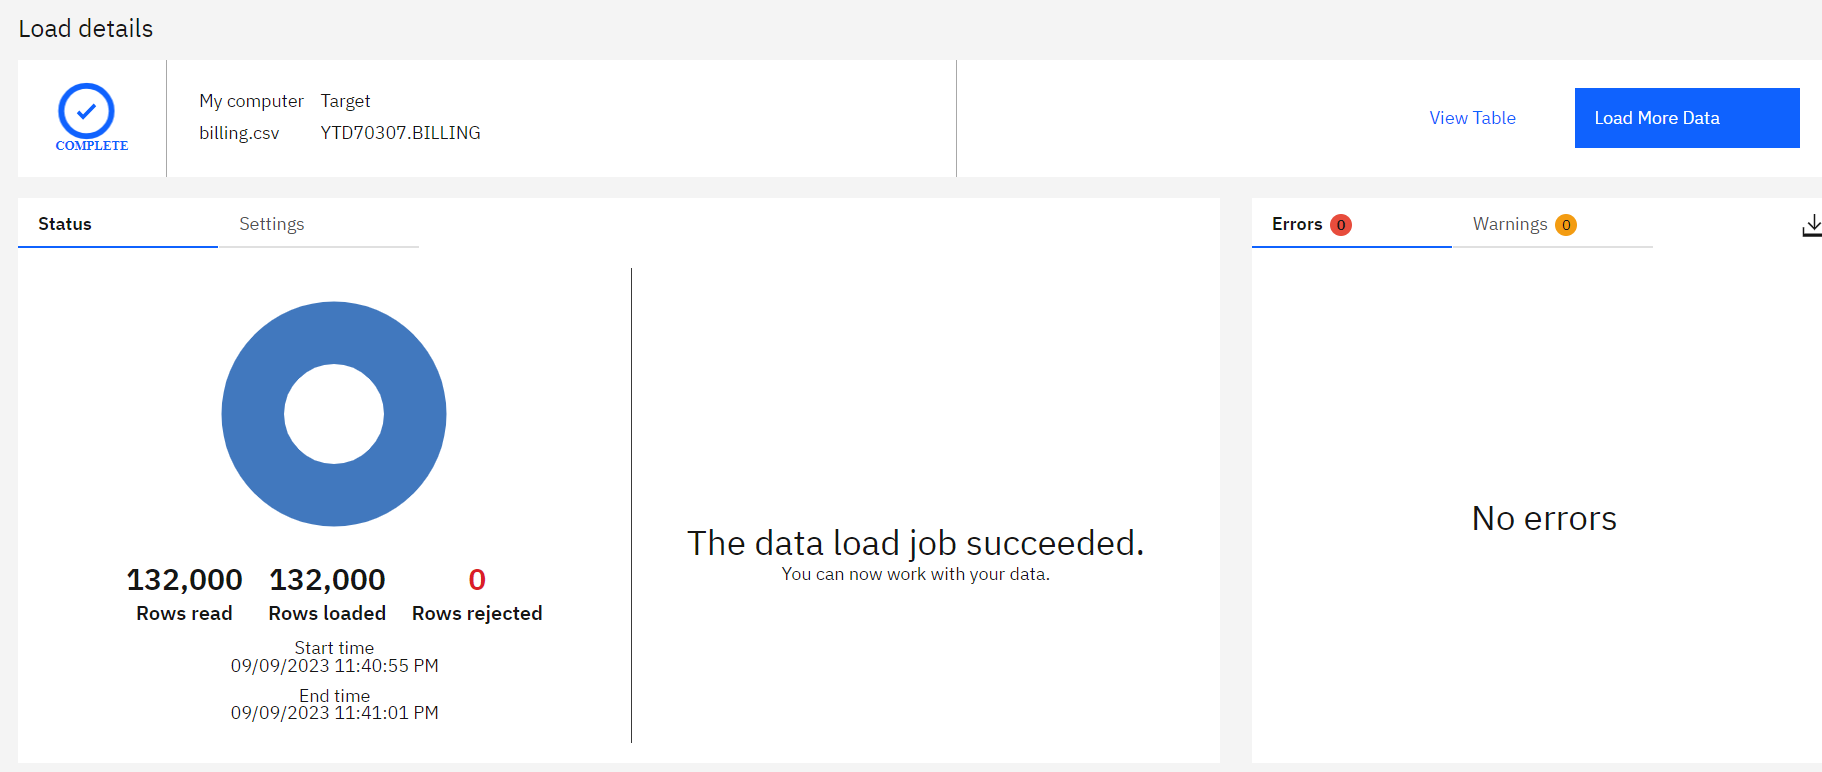 Load details
COMPLETE
My computer Target
billing.csv YTD70307.BILLING
View Table
Load More Data
Status Settings
132,000 132,000 0
Rows read Rows loaded Rows rejected
Start time
09/09/2023 11:40:55 PM
End time
09/09/2023 11:41:01 PM
The data load job succeeded.
You can now work with your data.
Errors 0 Warnings 0
No errors